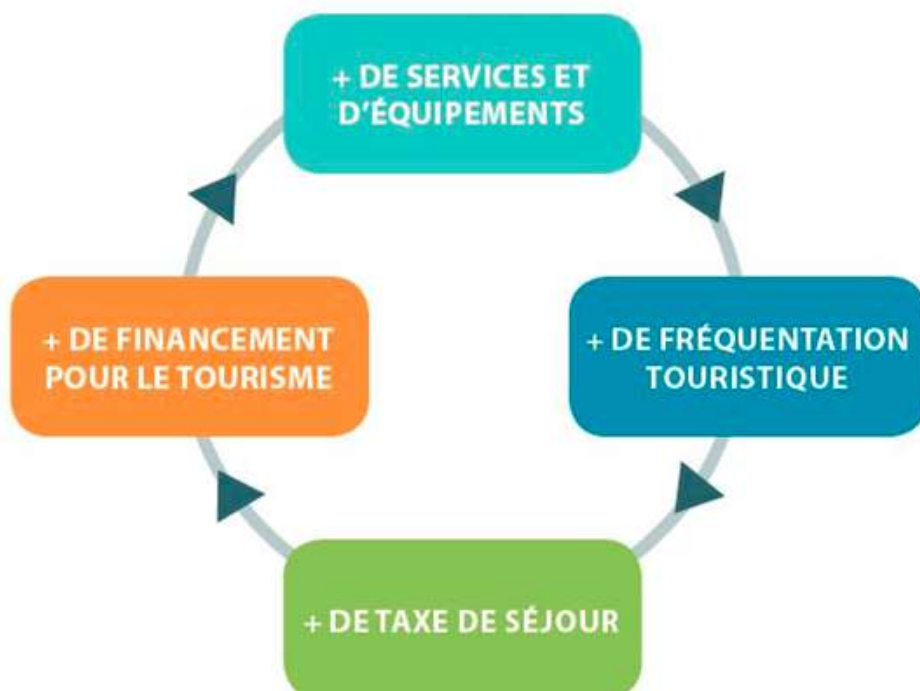 + DE SERVICES ET
D'ÉQUIPEMENTS
+ DE FINANCEMENT
POUR LE TOURISME
+ DE FRÉQUENTATION
TOURISTIQUE
+ DE TAXE DE SÉJOUR